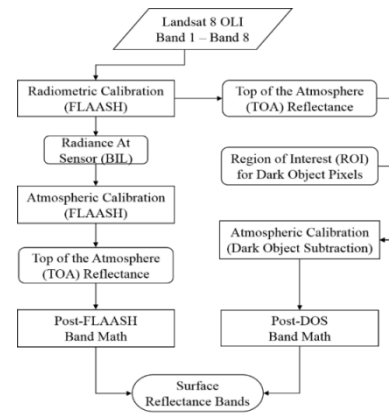 Landsat 8 OLI
Band 1 – Band 8
Radiometric Calibration
(FLAASH)
Top of the Atmosphere
(TOA) Reflectance
Radiance At
Sensor (BIL)
Region of Interest (ROI)
for Dark Object Pixels
Atmospheric Calibration
(FLAASH)
Atmospheric Calibration
(Dark Object Subtraction)
Top of the Atmosphere
(TOA) Reflectance
Post-FLAASH
Band Math
Post-DOS
Band Math
Surface
Reflectance Bands